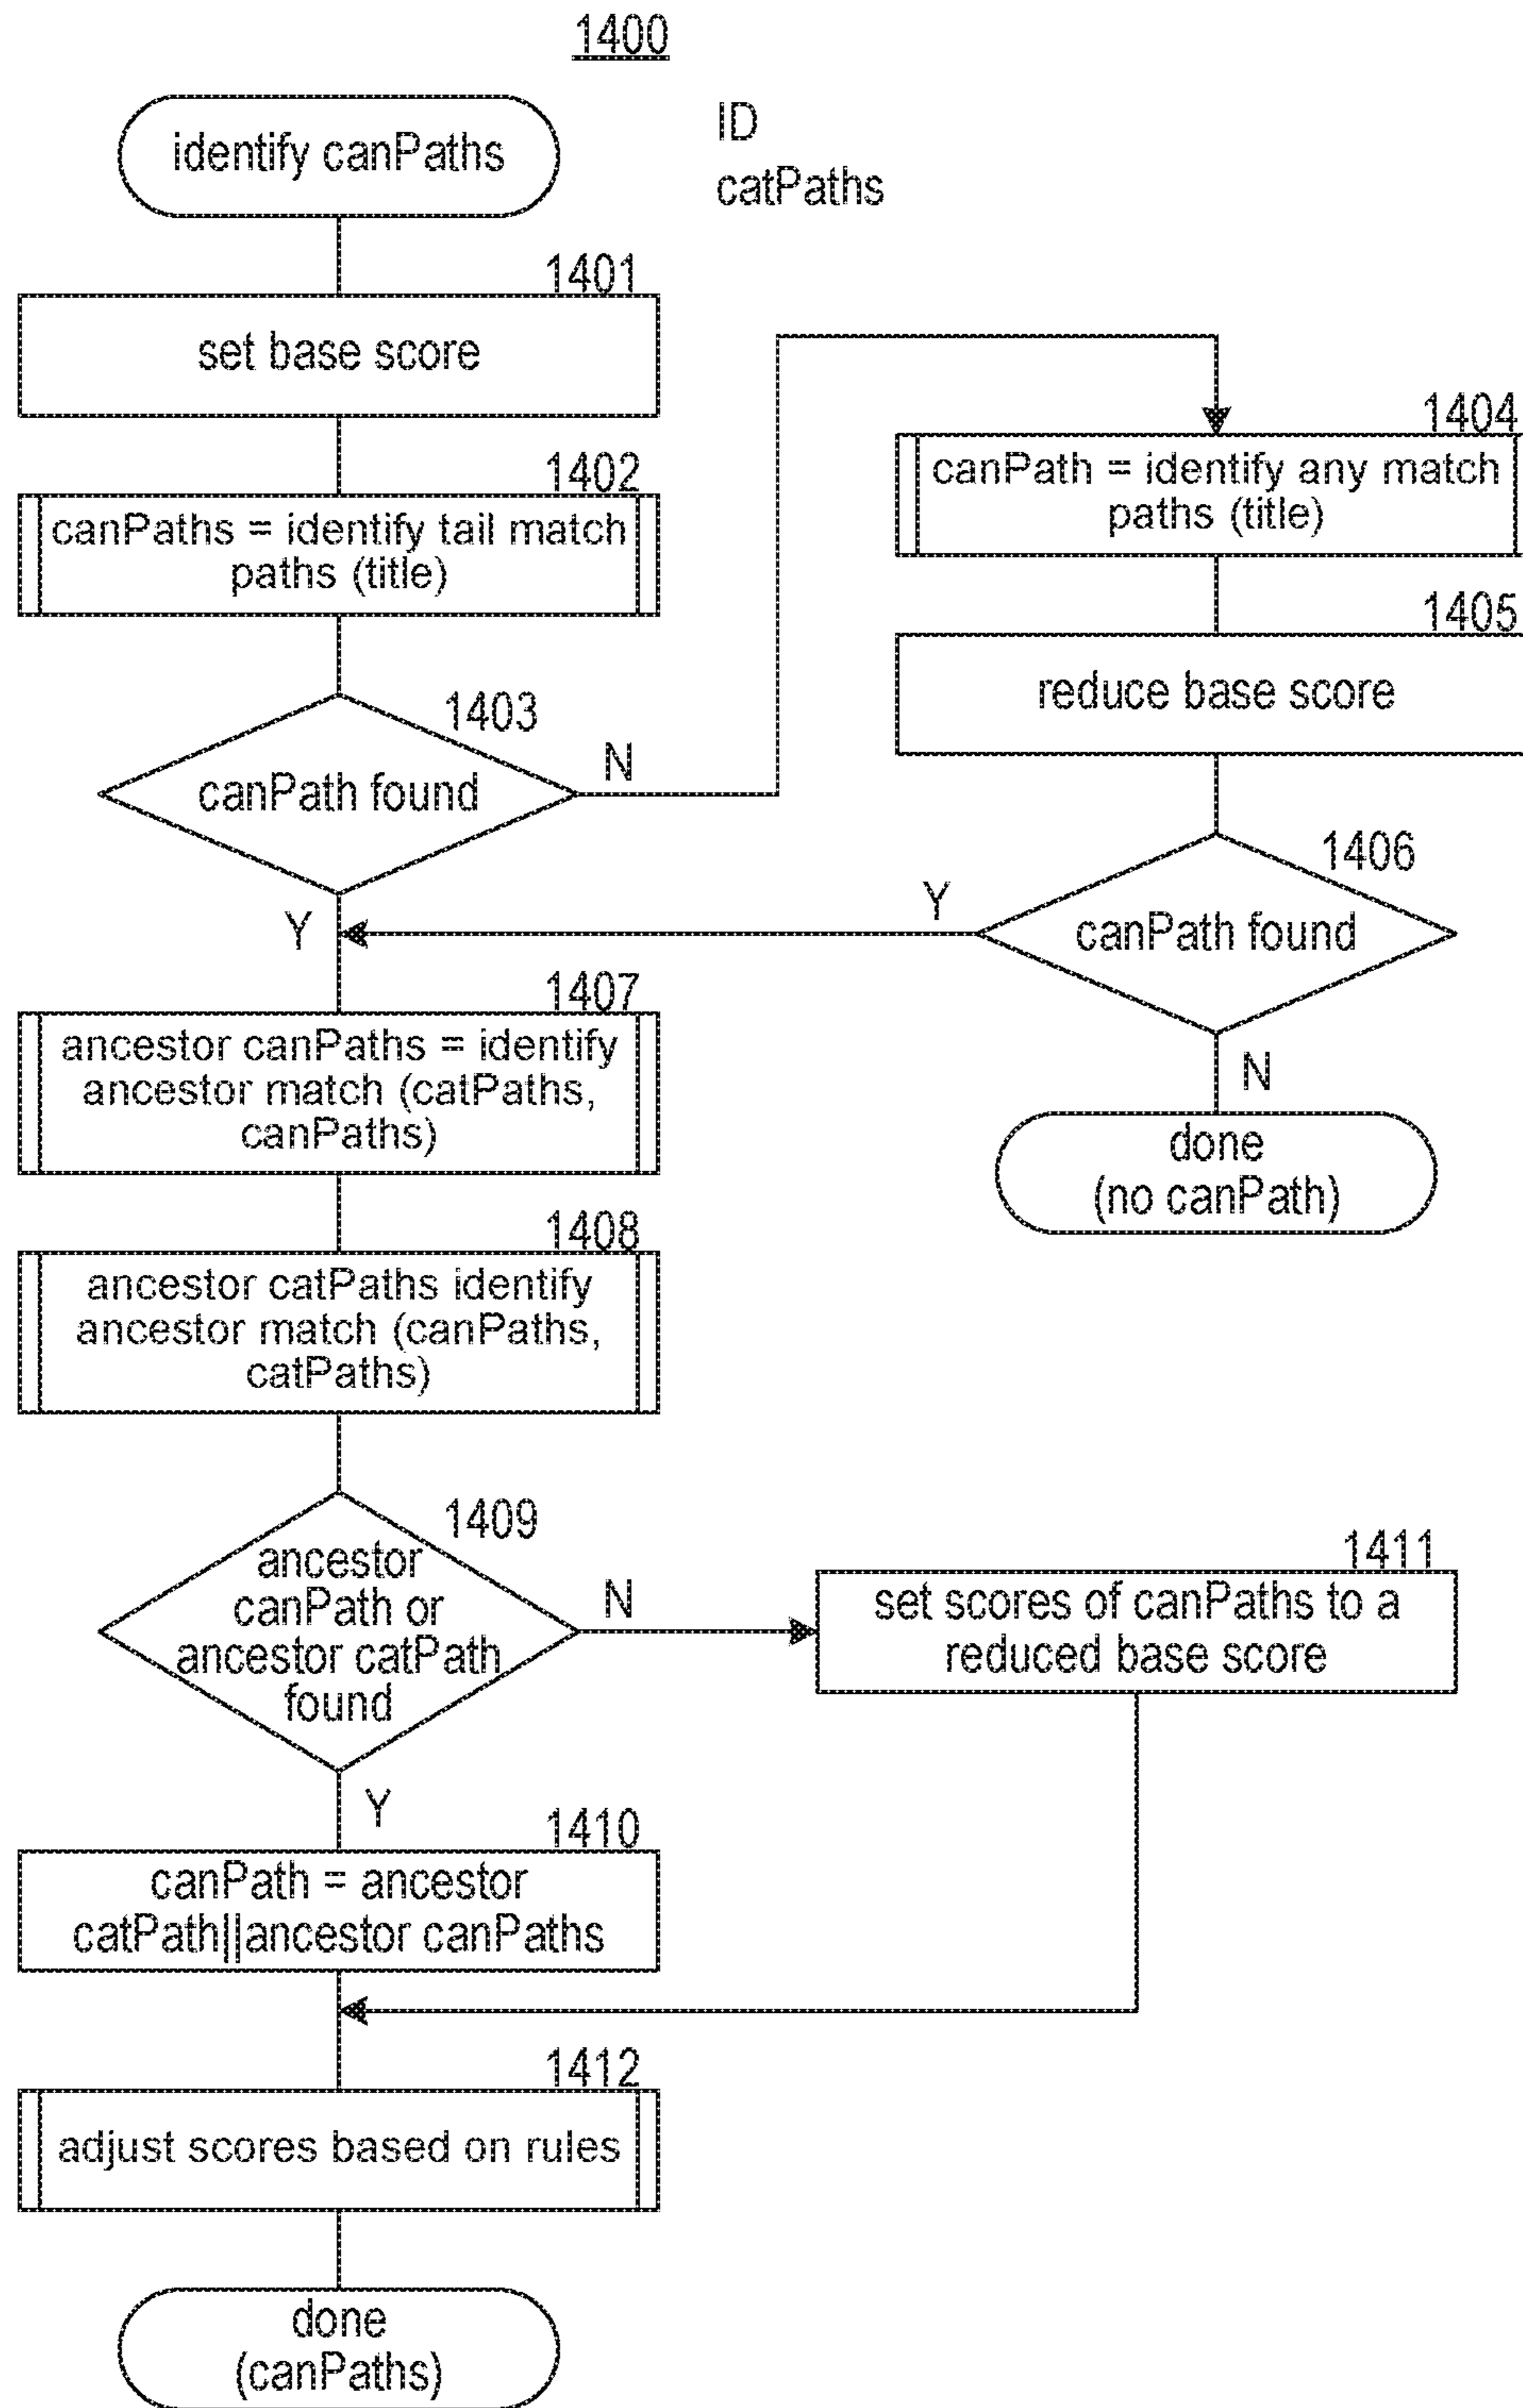 1400
identify canPaths
ID
catPaths
1401
set base score
1402
canPaths = identify tail match
paths (title)
1403
canPath found
N
Y
1404
canPath = identify any match
paths (title)
1405
reduce base score
1406
canPath found
Y
N
done
(no canPath)
1407
ancestor canPaths = identify
ancestor match (catPaths,
canPaths)
1408
ancestor catPaths identify
ancestor match (canPaths,
catPaths)
1409
ancestor
canPath or
ancestor catPath
found
N
Y
1411
set scores of canPaths to a
reduced base score
1410
canPath = ancestor
catPath||ancestor canPaths
1412
adjust scores based on rules
done
(canPaths)